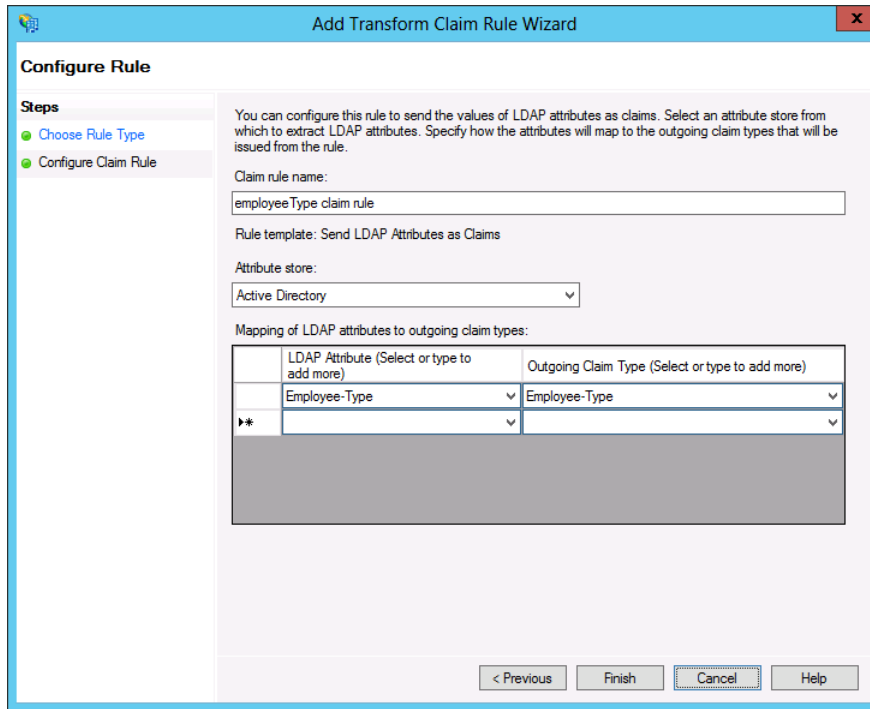 Add Transform Claim Rule Wizard
x
Configure Rule
Steps
Choose Rule Type
Configure Claim Rule
You can configure this rule to send the values of LDAP attributes as claims. Select an attribute store from
which to extract LDAP attributes. Specify how the attributes will map to the outgoing claim types that will be
issued from the rule.
Claim rule name:
employeeType claim rule
Rule template: Send LDAP Attributes as Claims
Attribute store:
Active Directory
Mapping of LDAP attributes to outgoing claim types:
LDAP Attribute (Select or type to
add more)
Outgoing Claim Type (Select or type to add more)
Employee-Type Employee-Type
< Previous Finish Cancel Help